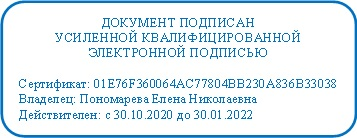 ДОКУМЕНТ ПОДПИСАН
УСИЛЕННОЙ КВАЛИФИЦИРОВАННОЙ
ЭЛЕКТРОННОЙ ПОДПИСЬЮ
Сертификат: 01E76F360064AC77804BB230A836B33038
Владелец: Пономарева Елена Николаевна
Действителен: с 30.10.2020 до 30.01.2022